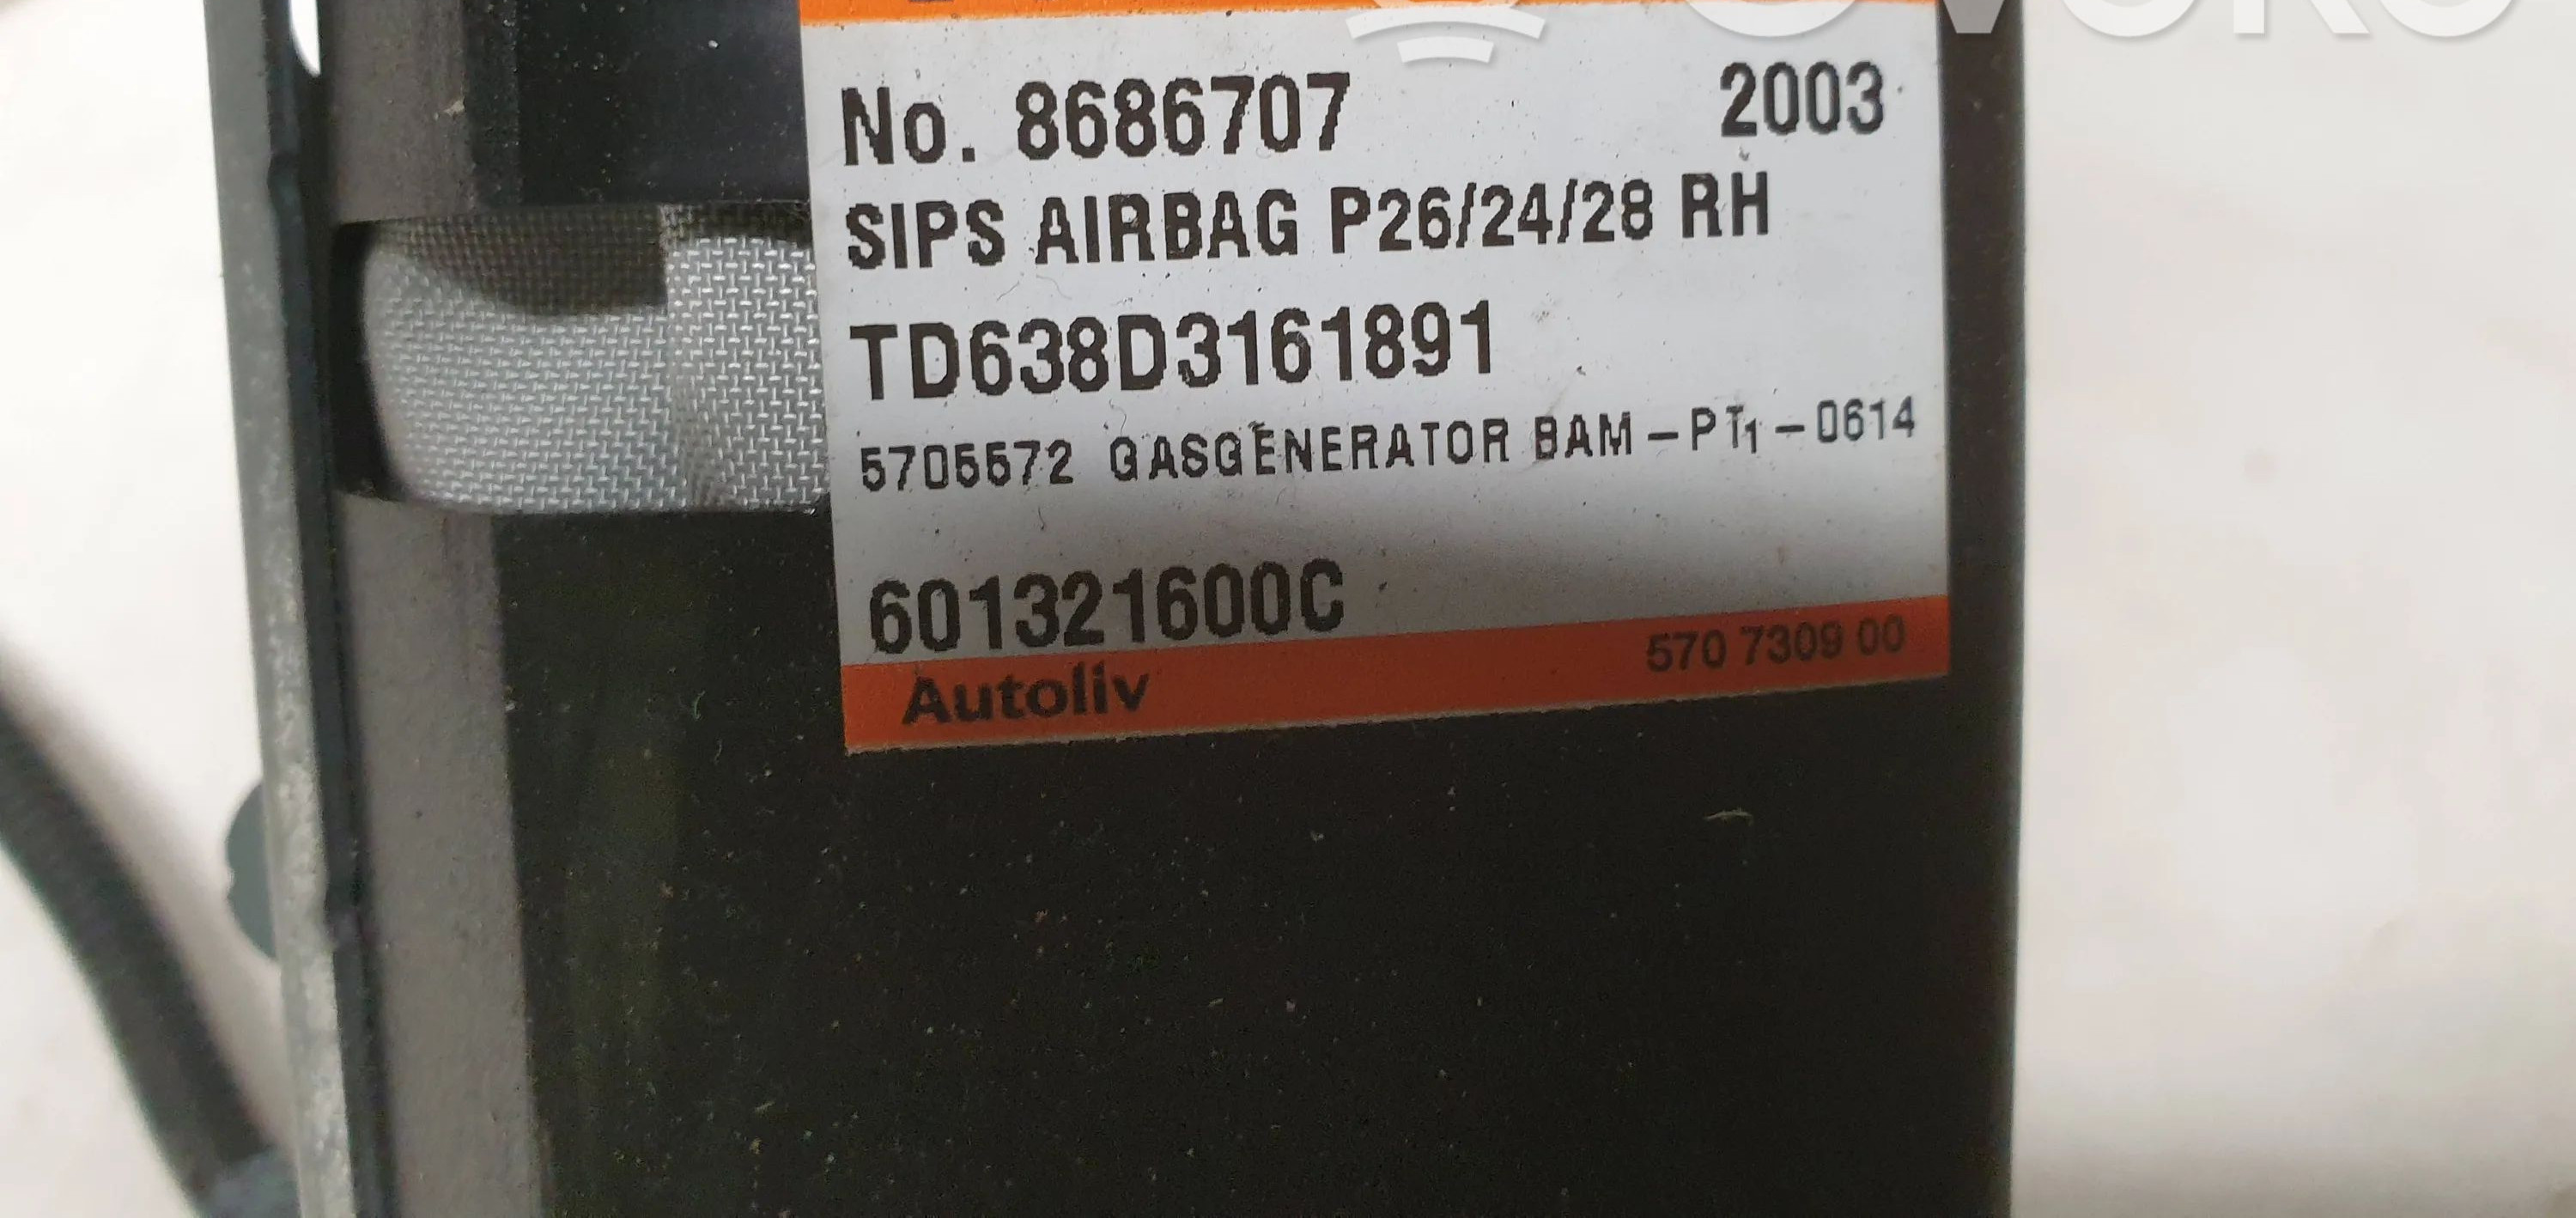 No. 8686707 2003
SIPS AIRBAG P26/24/28 RH
TD638D3161891
5705572 GASGENERATOR BAM-PT1-0614
601321600C
Autoliv 570 7309 00